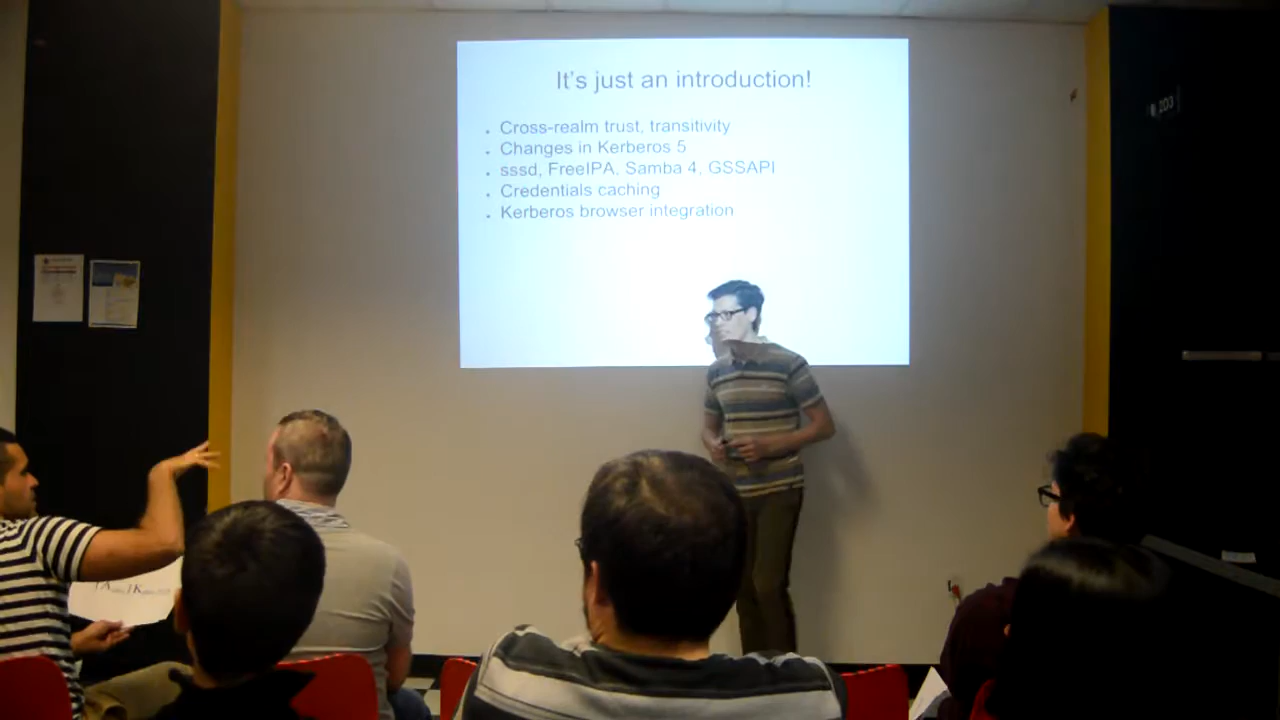 It's just an introduction!
Cross-realm trust, transitivity
Changes in Kerberos 5
sssd, FreeIPA, Samba 4, GSSAPI
Credentials caching
Kerberos browser integration
2D3